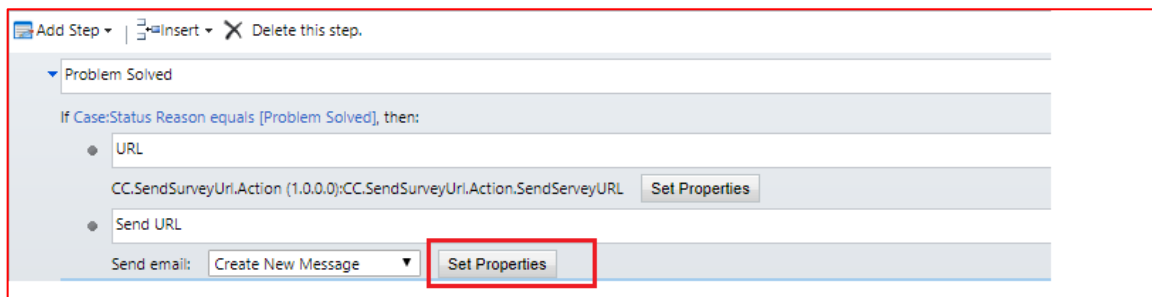 Add Step Insert Delete this step.
Problem Solved
If Case:Status Reason equals [Problem Solved], then:
URL
CC.SendSurveyUrl.Action (1.0.0.0):CC.SendSurveyUrl.Action.SendServeyURL Set Properties
Send URL
Send email: Create New Message Set Properties